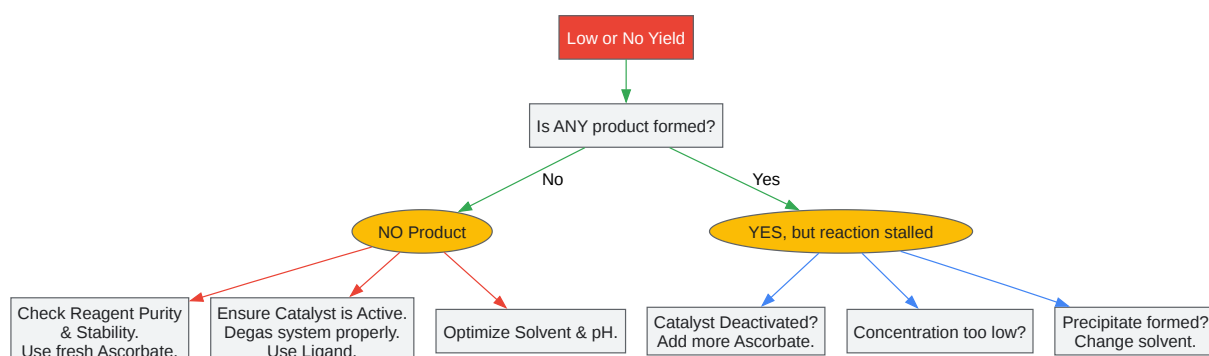 Low or No Yield
Is ANY product formed?
No
Yes
NO Product
YES, but reaction stalled
Check Reagent Purity
& Stability.
Use fresh Ascorbate.
Ensure Catalyst is Active.
Degas system properly.
Use Ligand.
Optimize Solvent & pH.
Catalyst Deactivated?
Add more Ascorbate.
Concentration too low?
Precipitate formed?
Change solvent.